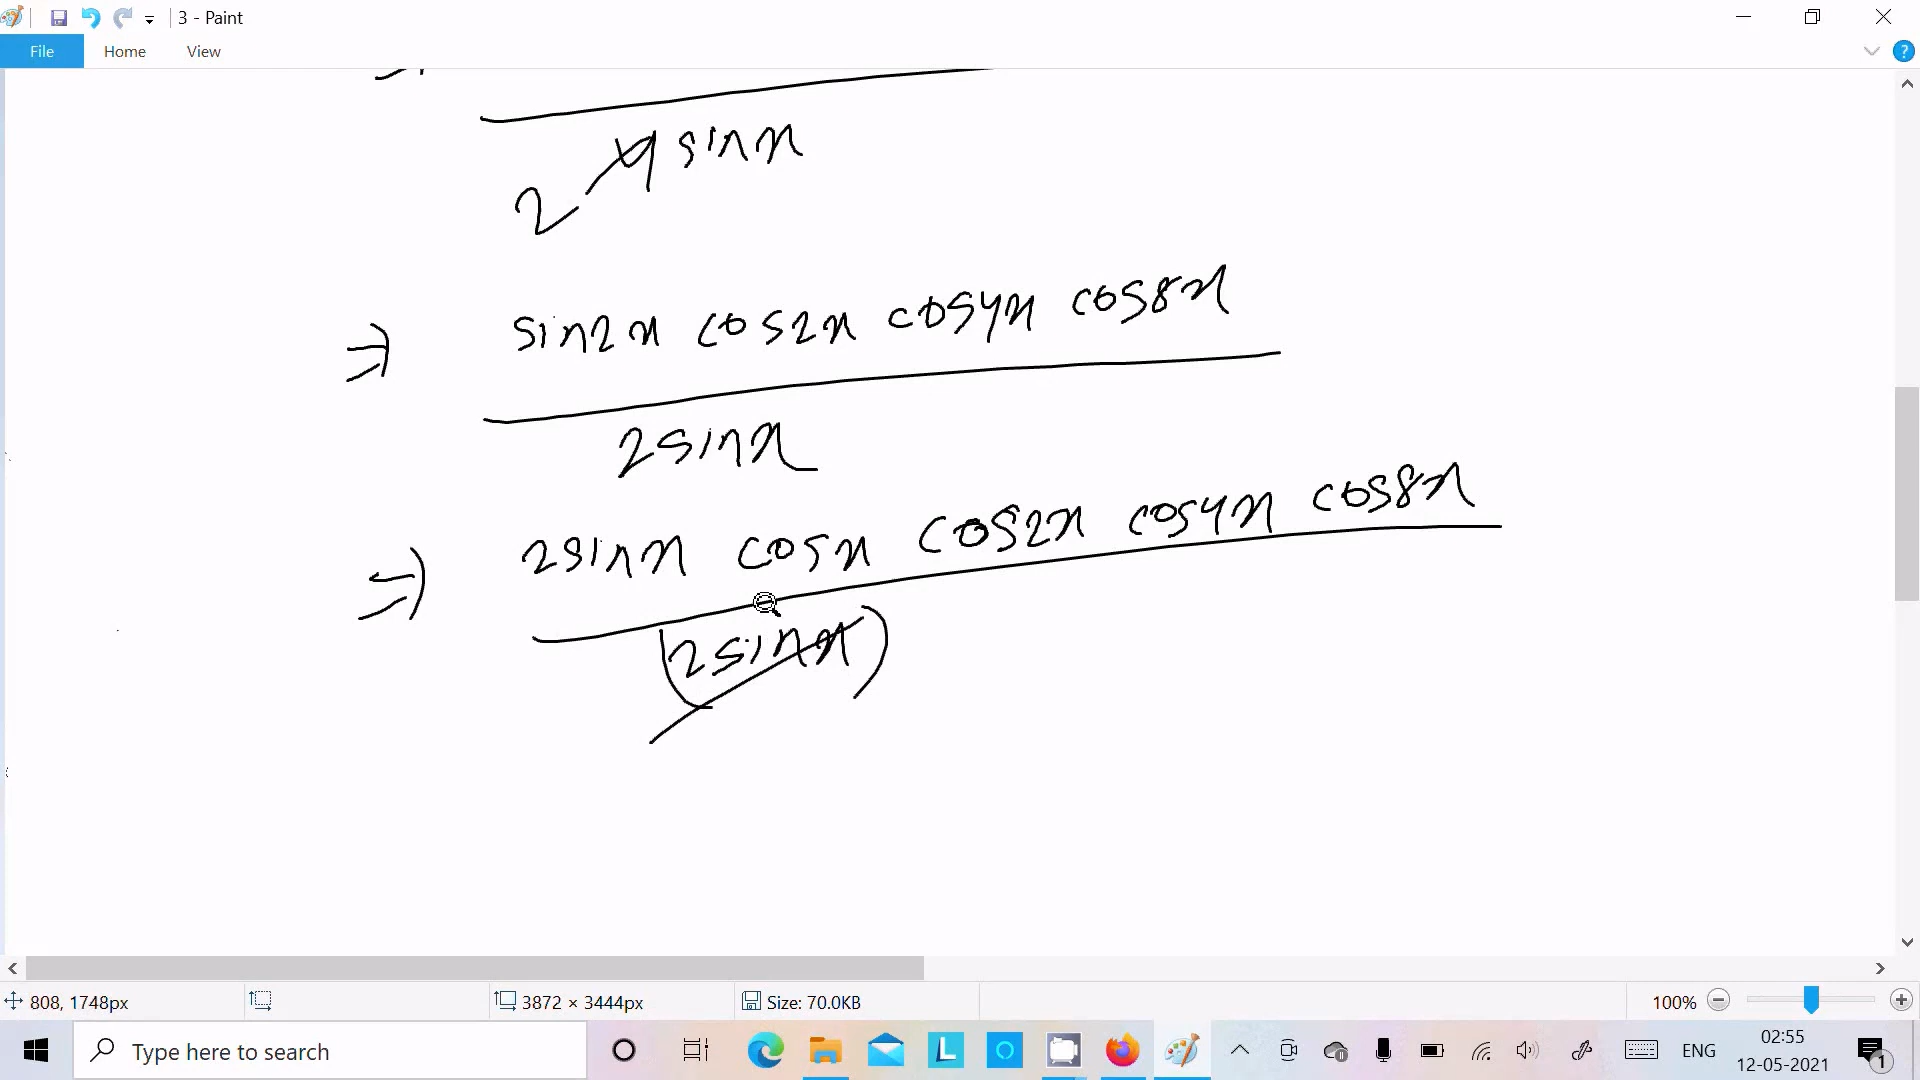 3 - Paint
File Home View
4 sinx
2
⇒ sin2x cos2x cos4x cos8x
2sinx
⇒ 2sinx cosx cos2x cos4x cos8x
(2sinx)
808, 1748px 3872 × 3444px Size: 70.0KB 100%
Type here to search ENG 02:55
12-05-2021 1